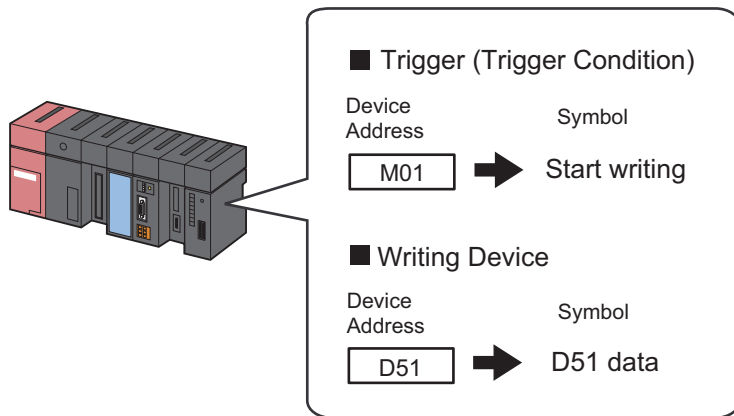 ■ Trigger (Trigger Condition)
Device
Address
Symbol
M01
Start writing
■ Writing Device
Device
Address
Symbol
D51
D51 data